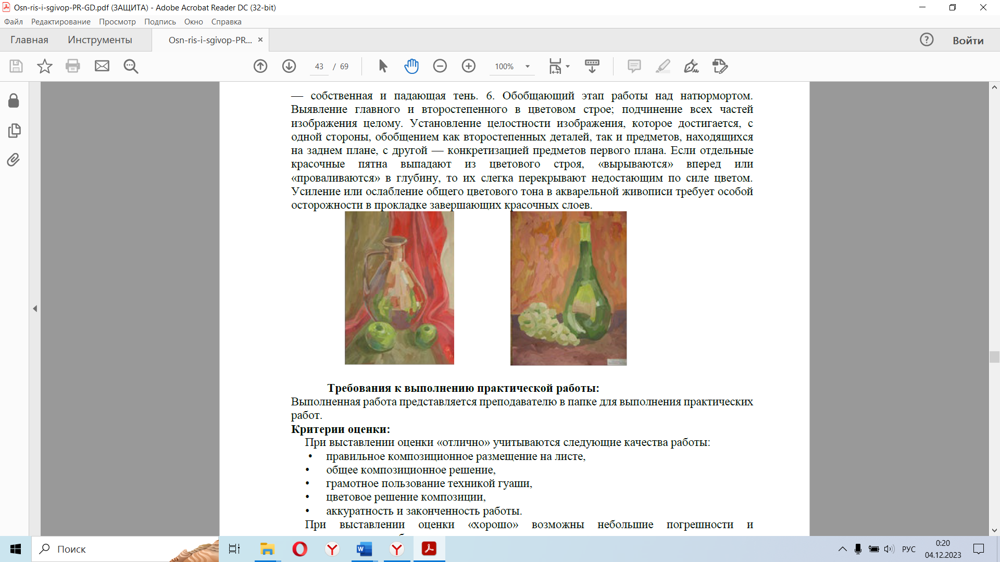 Osn-ris-i-sgivop-PR-GD.pdf (ЗАЩИТА) - Adobe Acrobat Reader DC (32-bit)
Файл Редактирование Просмотр Подпись Окно Справка
Главная Инструменты Osn-ris-i-sgivop-PR... × Войти
43 / 69 100%
— собственная и падающая тень. 6. Обобщающий этап работы над натюрмортом.
Выявление главного и второстепенного в цветовом строе; подчинение всех частей
изображения целому. Установление целостности изображения, которое достигается, с
одной стороны, обобщением как второстепенных деталей, так и предметов, находящихся
на заднем плане, с другой — конкретизацией предметов первого плана. Если отдельные
красочные пятна выпадают из цветового строя, «вырываются» вперед или
«проваливаются» в глубину, то их слегка перекрывают недостающим по силе цветом.
Усиление или ослабление общего цветового тона в акварельной живописи требует особой
осторожности в прокладке завершающих красочных слоев.
Требования к выполнению практической работы:
Выполненная работа представляется преподавателю в папке для выполнения практических
работ.
Критерии оценки:
При выставлении оценки «отлично» учитываются следующие качества работы:
• правильное композиционное размещение на листе,
• общее композиционное решение,
• грамотное пользование техникой гуаши,
• цветовое решение композиции,
• аккуратность и законченность работы.
При выставлении оценки «хорошо» возможны небольшие погрешности и
Поиск
РУС
0:20
04.12.2023